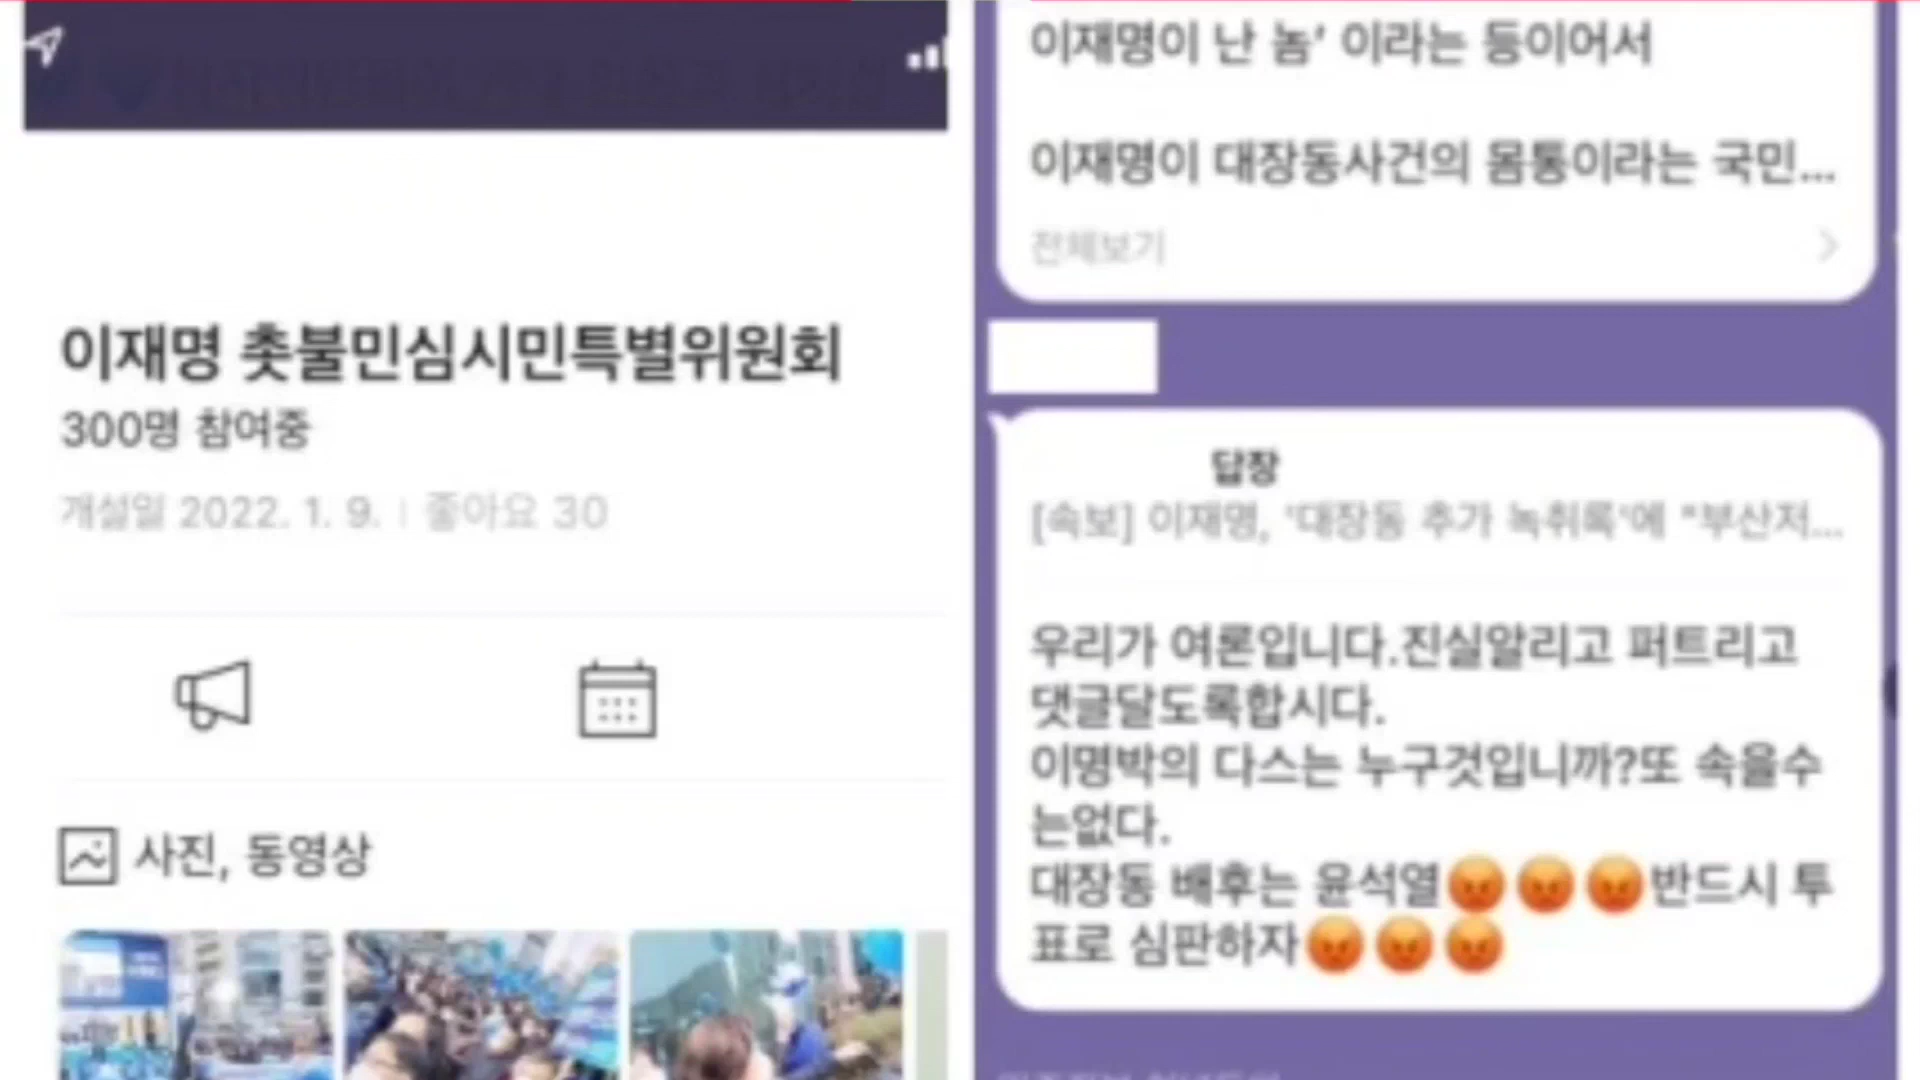 이재명 촛불민심시민특별위원회
300명 참여중
개설일 2022. 1. 9. | 좋아요 30
사진, 동영상
이재명이 난 놈' 이라는 등이어서
이재명이 대장동사건의 몸통이라는 국민...
전체보기
답장
[속보] 이재명, '대장동 추가 녹취록'에 "부산저...
우리가 여론입니다.진실알리고 퍼트리고
댓글달도록합시다.
이명박의 다스는 누구것입니까?또 속을수
는없다.
대장동 배후는 윤석열😡😡😡반드시 투
표로 심판하자😡😡😡